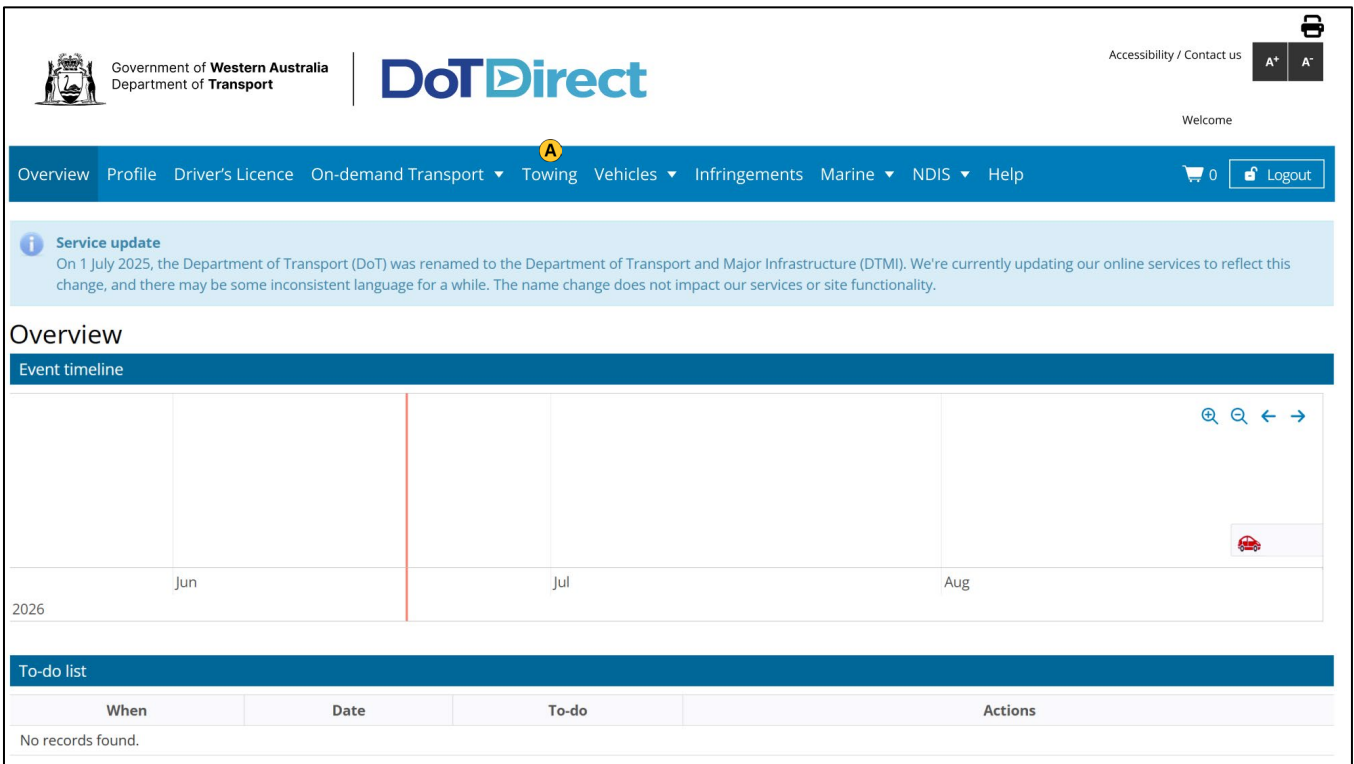 Government of Western Australia
Department of Transport
DoTDirect
Accessibility / Contact us
A+ A-
Welcome
A
Overview Profile Driver's Licence On-demand Transport Towing Vehicles Infringements Marine NDIS Help 0 Logout
Service update
On 1 July 2025, the Department of Transport (DoT) was renamed to the Department of Transport and Major Infrastructure (DTMI). We're currently updating our online services to reflect this
change, and there may be some inconsistent language for a while. The name change does not impact our services or site functionality.
Overview
Event timeline
Jun Jul Aug
2026
To-do list
When Date To-do Actions
No records found.